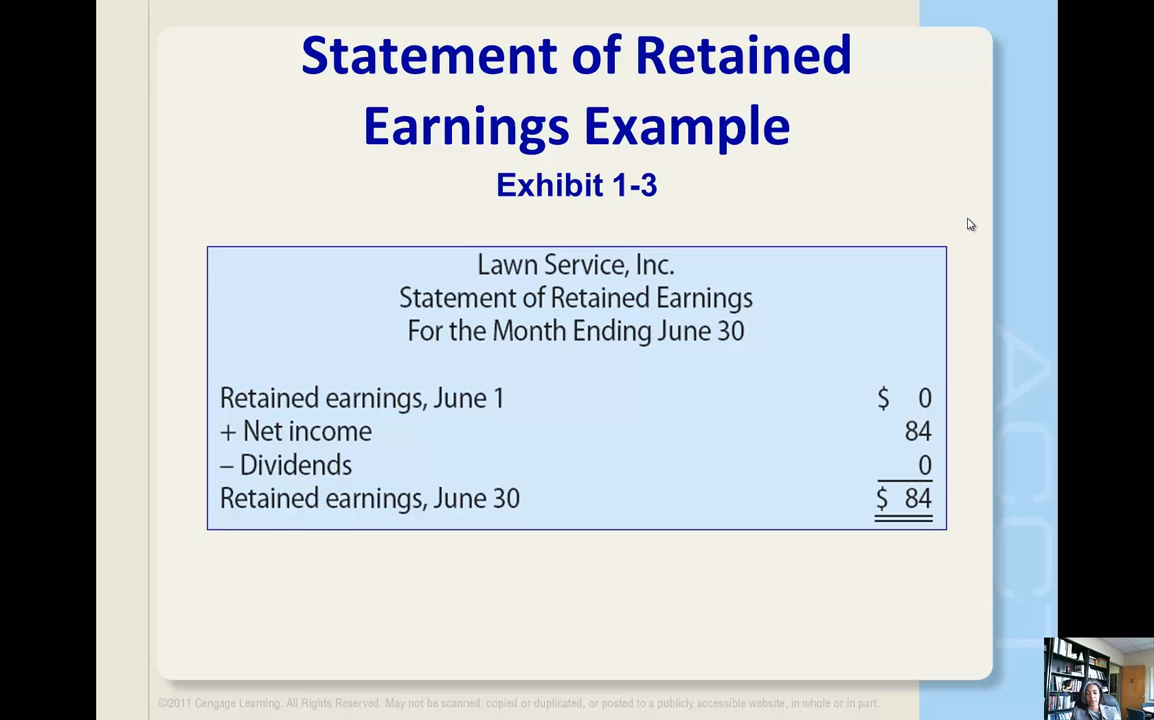 Statement of Retained
Earnings Example
Exhibit 1-3
Lawn Service, Inc.
Statement of Retained Earnings
For the Month Ending June 30
Retained earnings, June 1 $ 0
+ Net income 84
– Dividends 0
Retained earnings, June 30 $ 84
ACCT
©2011 Cengage Learning. All Rights Reserved. May not be scanned, copied or duplicated, or posted to a publicly accessible website, in whole or in part.